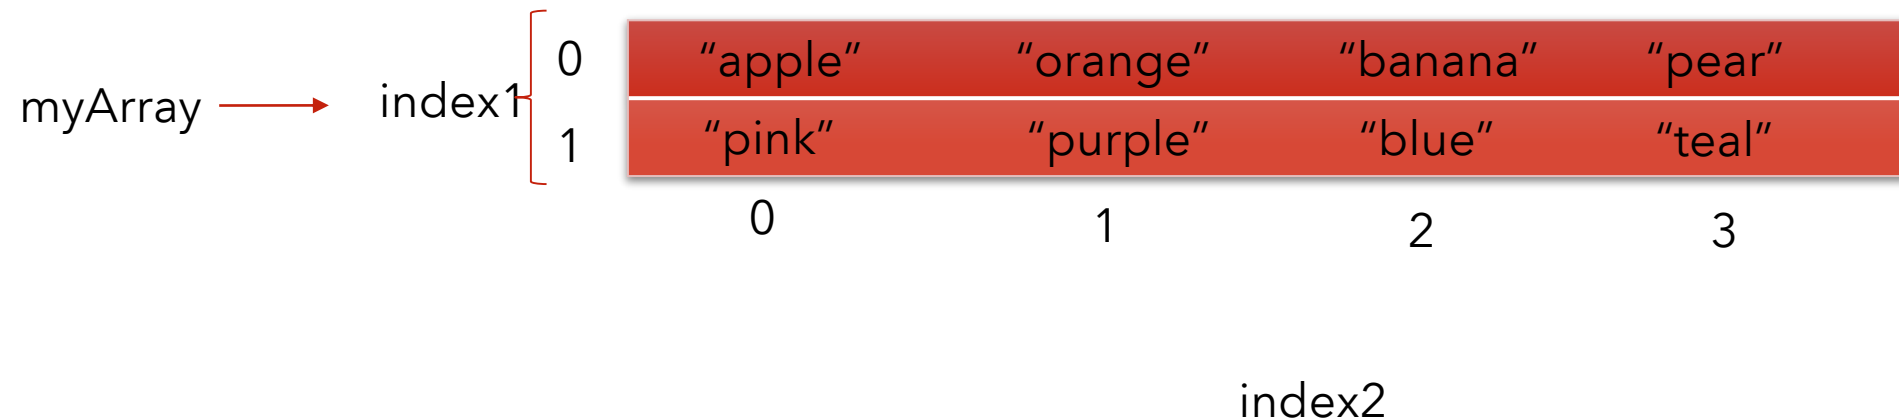 0 “apple” “orange” “banana” “pear”
myArray index1
1 “pink” “purple” “blue” “teal”
0 1 2 3
index2